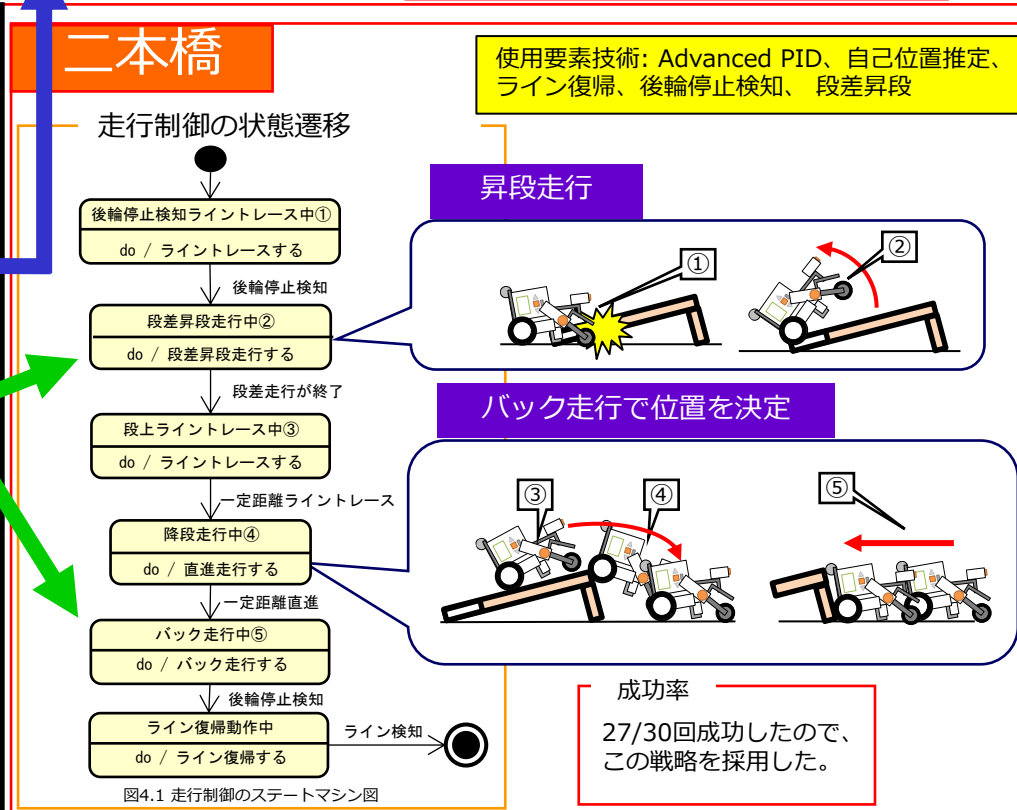 二本橋
使用要素技術: Advanced PID、自己位置推定、
ライン復帰、後輪停止検知、 段差昇段
走行制御の状態遷移
後輪停止検知ライントレース中①
do / ライントレースする
後輪停止検知
段差昇段走行中②
do / 段差昇段走行する
段差走行が終了
段上ライントレース中③
do / ライントレースする
一定距離ライントレース
降段走行中④
do / 直進走行する
一定距離直進
バック走行中⑤
do / バック走行する
後輪停止検知
ライン復帰動作中
do / ライン復帰する
ライン検知
図4.1 走行制御のステートマシン図
昇段走行
①
②
バック走行で位置を決定
③
④
⑤
成功率
27/30回成功したので、
この戦略を採用した。